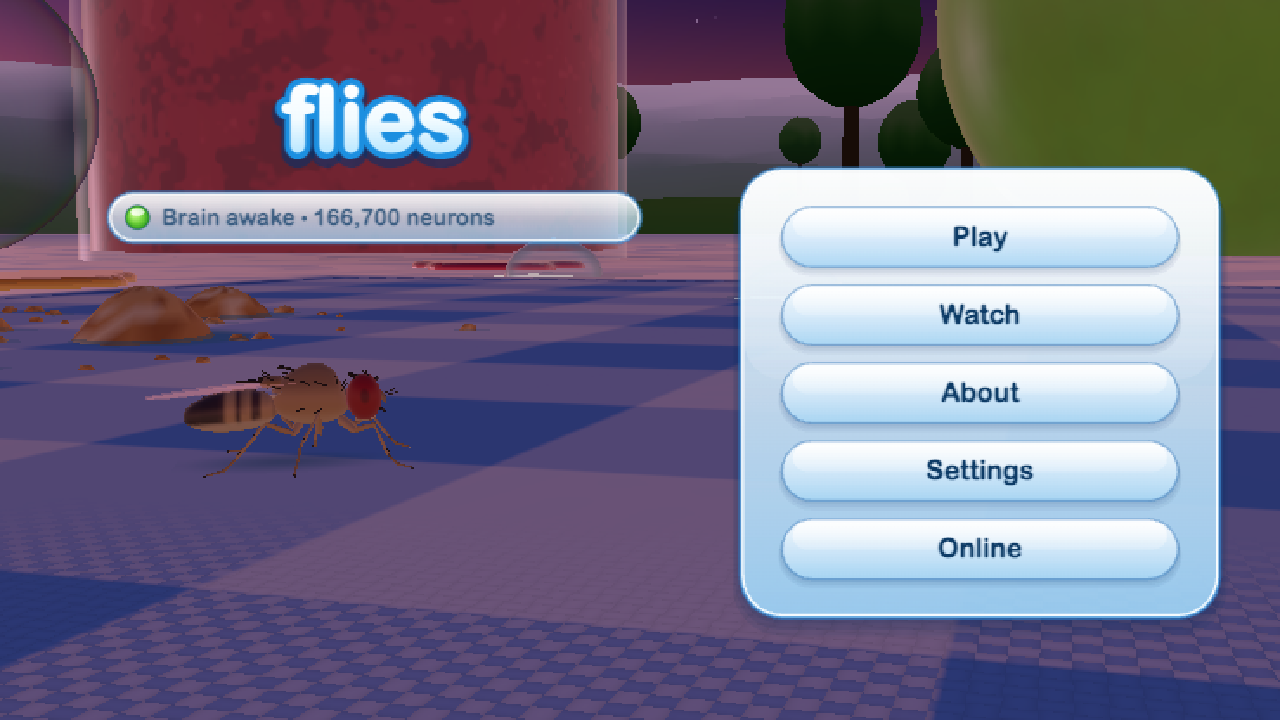 flies
Brain awake • 166,700 neurons
Play
Watch
About
Settings
Online